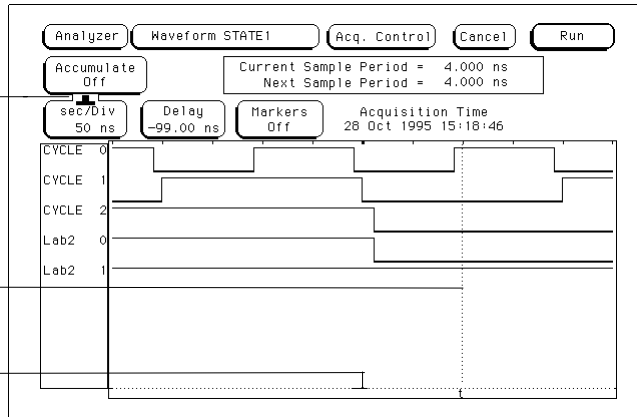 Analyzer Waveform STATE1 Acq. Control Cancel Run
Accumulate
Off
Current Sample Period = 4.000 ns
Next Sample Period = 4.000 ns
sec/Div
50 ns
Delay
-99.00 ns
Markers
Off
Acquisition Time
28 Oct 1995 15:18:46
CYCLE 0
CYCLE 1
CYCLE 2
Lab2 0
Lab2 1
t